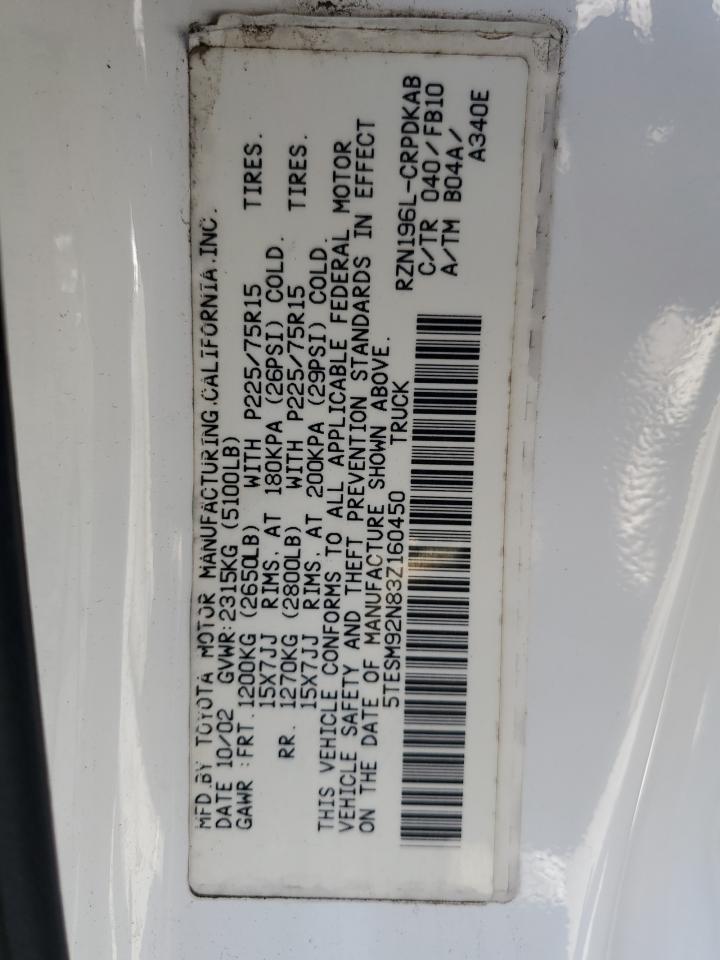 MFD.BY TOYOTA MOTOR MANUFACTURING,CALIFORNIA,INC.
DATE 10/02 GVWR:2315KG (5100LB)
GAWR :FRT.1200KG (2650LB) WITH P225/75R15 TIRES.
15X7JJ RIMS, AT 180KPA (26PSI) COLD.
RR. 1270KG (2800LB) WITH P225/75R15 TIRES.
15X7JJ RIMS, AT 200KPA (29PSI) COLD.
THIS VEHICLE CONFORMS TO ALL APPLICABLE FEDERAL MOTOR
VEHICLE SAFETY AND THEFT PREVENTION STANDARDS IN EFFECT
ON THE DATE OF MANUFACTURE SHOWN ABOVE.
5TESM92N83Z160450 TRUCK
RZN196L-CRPDKAB
C/TR 040/FB10
A/TM B04A/
A340E